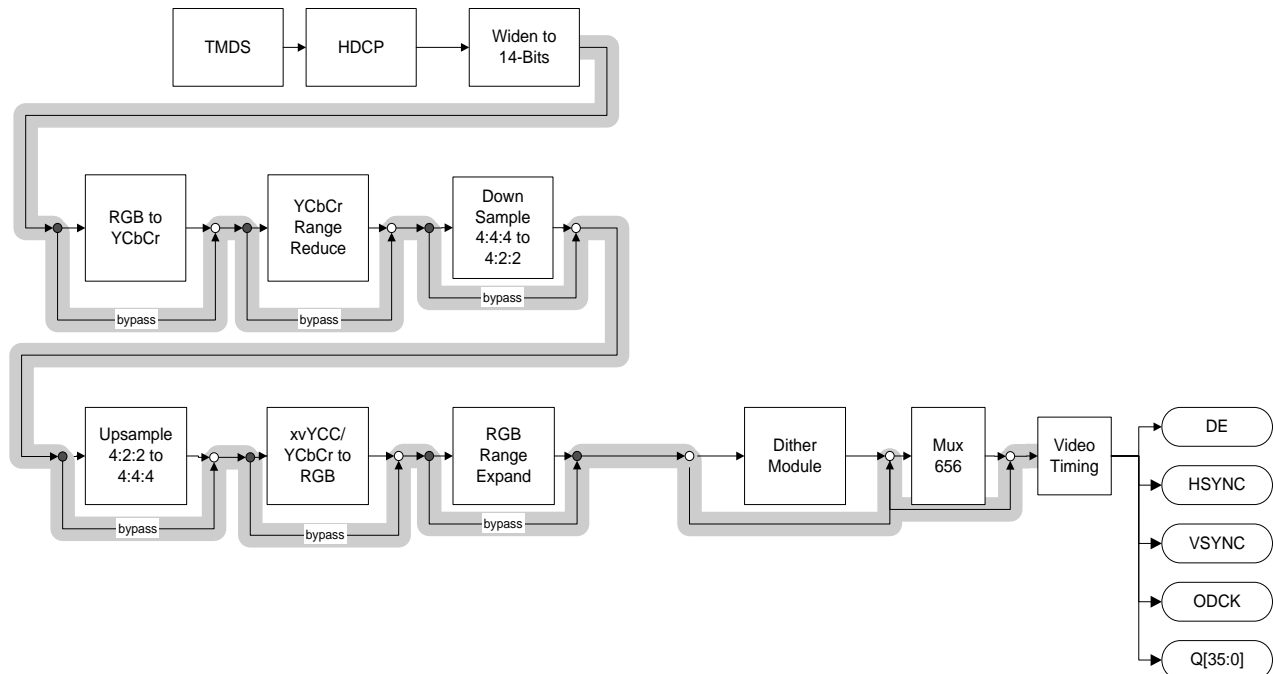 TMDS
HDCP
Widen to
14-Bits
RGB to
YCbCr
YCbCr
Range
Reduce
Down
Sample
4:4:4 to
4:2:2
bypass
bypass
bypass
Upsample
4:2:2 to
4:4:4
xvYCC/
YCbCr to
RGB
RGB
Range
Expand
Dither
Module
Mux
656
Video
Timing
bypass
bypass
bypass
DE
HSYNC
VSYNC
ODCK
Q[35:0]